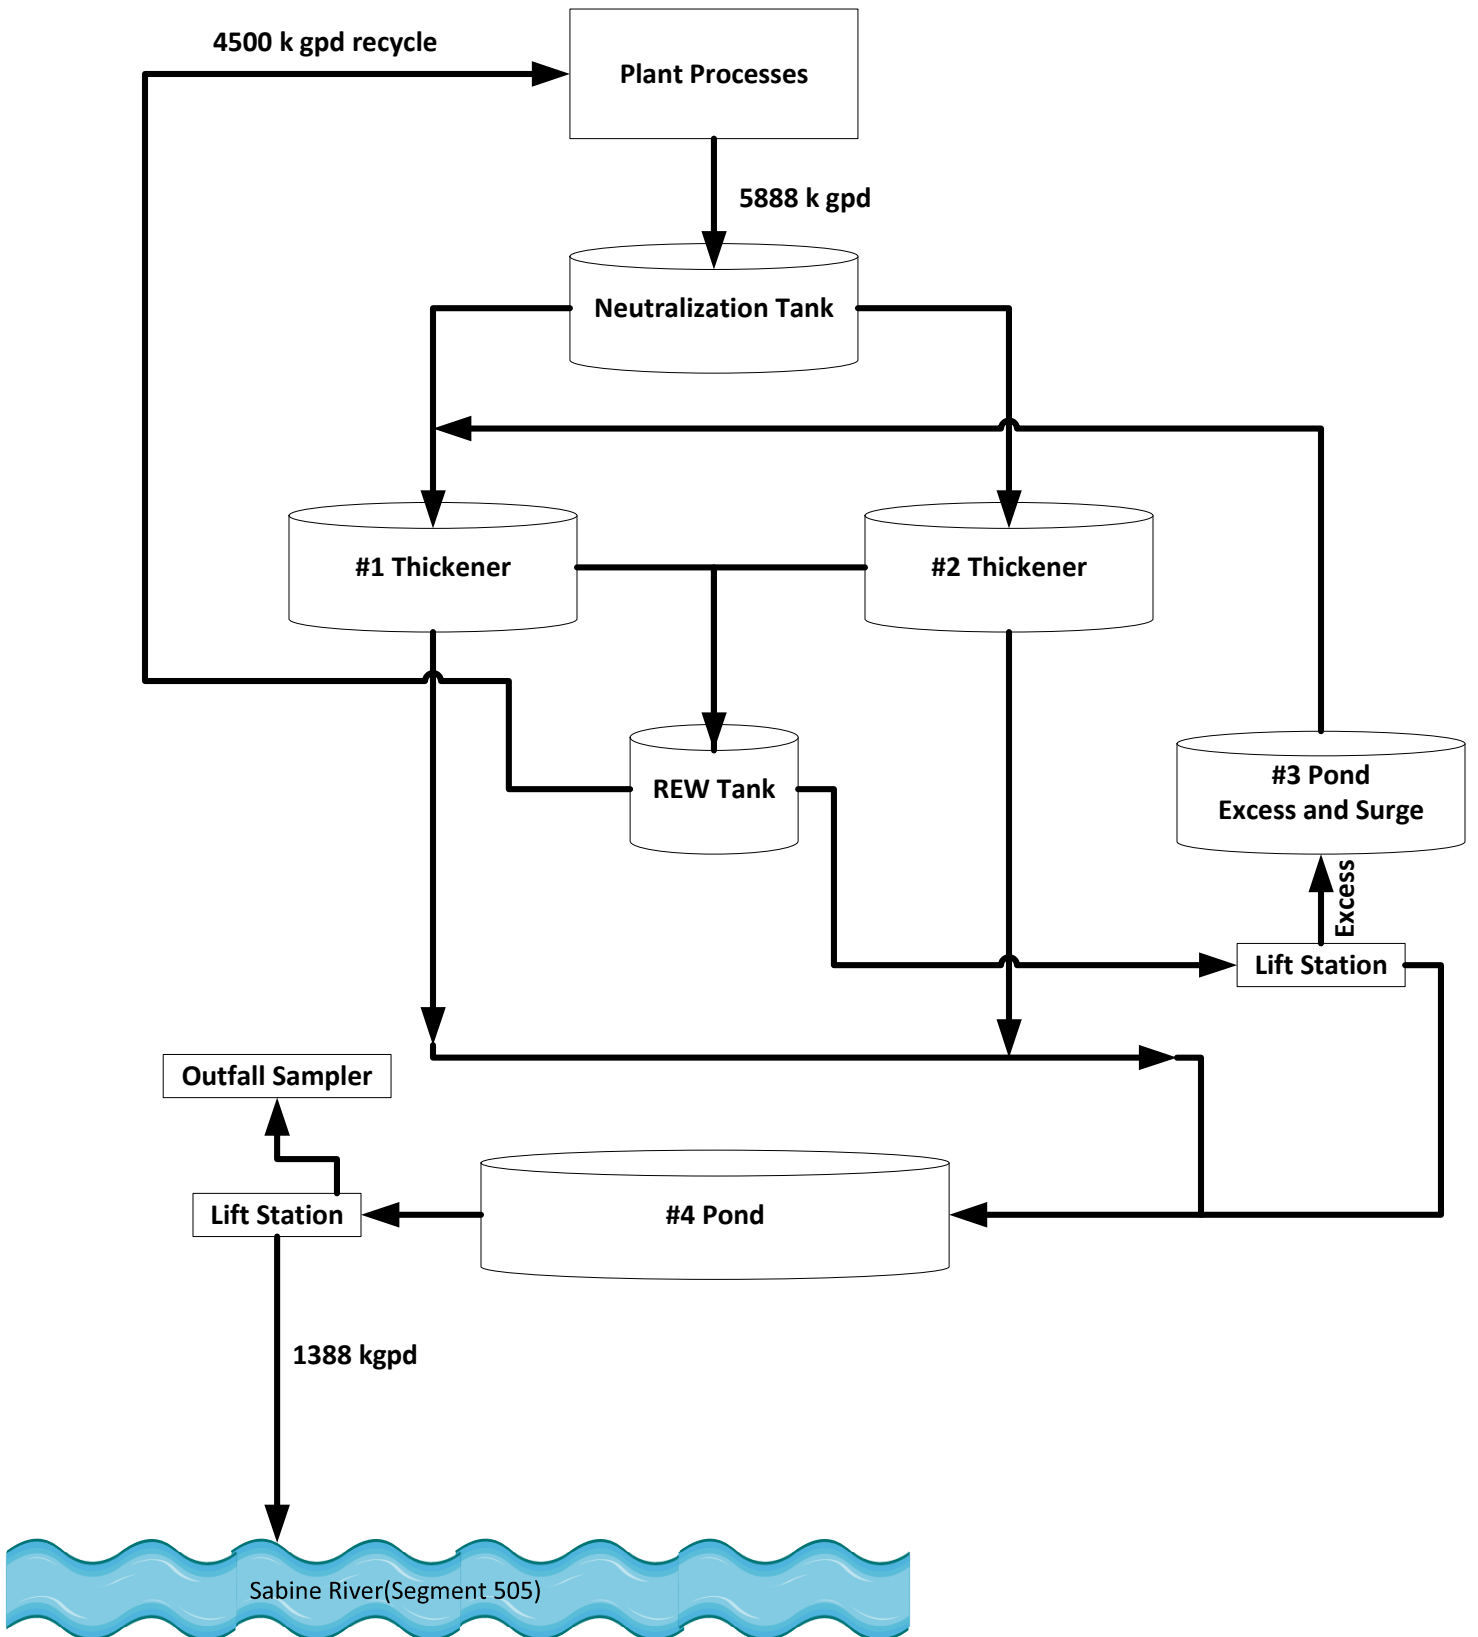 4500 k gpd recycle
Plant Processes
5888 k gpd
Neutralization Tank
#1 Thickener
#2 Thickener
REW Tank
#3 Pond
Excess and Surge
Excess
Lift Station
Outfall Sampler
Lift Station
#4 Pond
1388 kgpd
Sabine River(Segment 505)